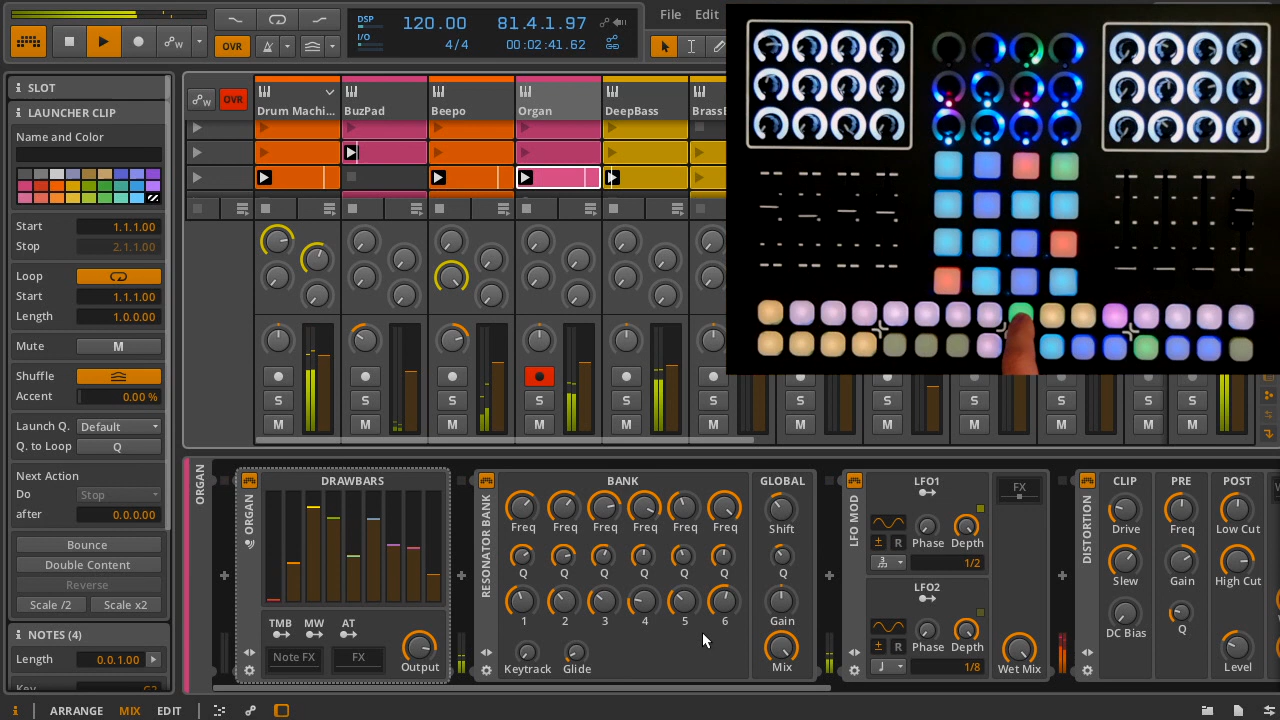 DSP
I/O
120.00
4/4
81.4.1.97
00:02:41.62
File Edit
OVR
SLOT
LAUNCHER CLIP
Name and Color
Start 1.1.1.00
Stop 2.1.1.00
Loop
Start 1.1.1.00
Length 1.0.0.00
Mute M
Shuffle
Accent 0.00 %
Launch Q. Default
Q. to Loop Q
Next Action
Do Stop
after 0.0.0.00
Bounce
Double Content
Reverse
Scale /2 Scale x2
NOTES (4)
Length 0.0.1.00
OVR
Drum Machi... BuzPad Beepo Organ DeepBass
S S S S S S S S S S S
M M M M M M M M M M M
ORGAN
ORGAN
DRAWBARS
TMB MW AT
Note FX FX Output
RESONATOR BANK
BANK
Freq Freq Freq Freq Freq Freq
Q Q Q Q Q Q
1 2 3 4 5 6
Keytrack Glide
GLOBAL
Shift
Q
Gain
Mix
LFO MOD
LFO1
R Phase Depth
1/2
LFO2
R Phase Depth
1/8
FX
Wet Mix
DISTORTION
CLIP PRE POST
Drive Freq Low Cut
Slew Gain High Cut
DC Bias Q
Level
ARRANGE MIX EDIT